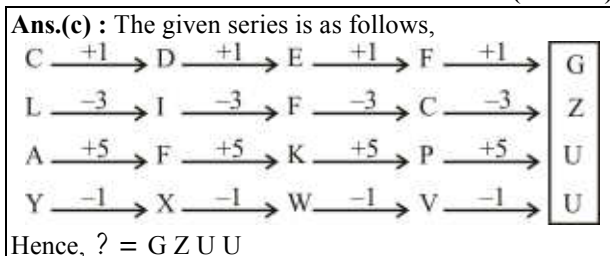 Ans.(c) : The given series is as follows,
C +1 D +1 E +1 F +1 G
L –3 I –3 F –3 C –3 Z
A +5 F +5 K +5 P +5 U
Y –1 X –1 W –1 V –1 U
Hence, ? = G Z U U